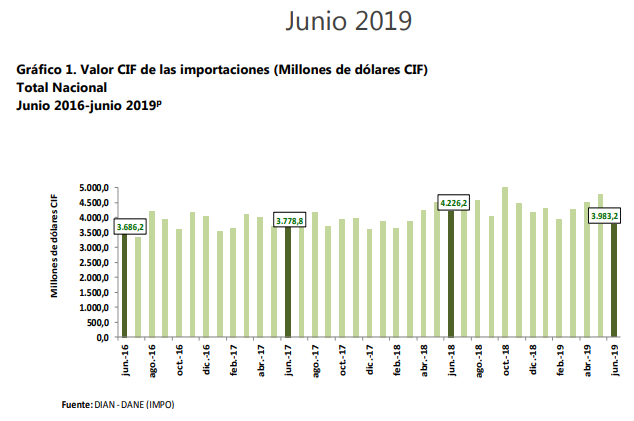 Junio 2019
Gráfico 1. Valor CIF de las importaciones (Millones de dólares CIF)
Total Nacional
Junio 2016-junio 2019ᵖ
5.000,0
4.500,0
4.000,0
3.500,0
3.000,0
2.500,0
2.000,0
1.500,0
1.000,0
500,0
0,0
Millones de dólares CIF
3.686,2
3.778,8
4.226,2
3.983,2
jun.-16
ago.-16
oct.-16
dic.-16
feb.-17
abr.-17
jun.-17
ago.-17
oct.-17
dic.-17
feb.-18
abr.-18
jun.-18
ago.-18
oct.-18
dic.-18
feb.-19
abr.-19
jun.-19
Fuente: DIAN - DANE (IMPO)